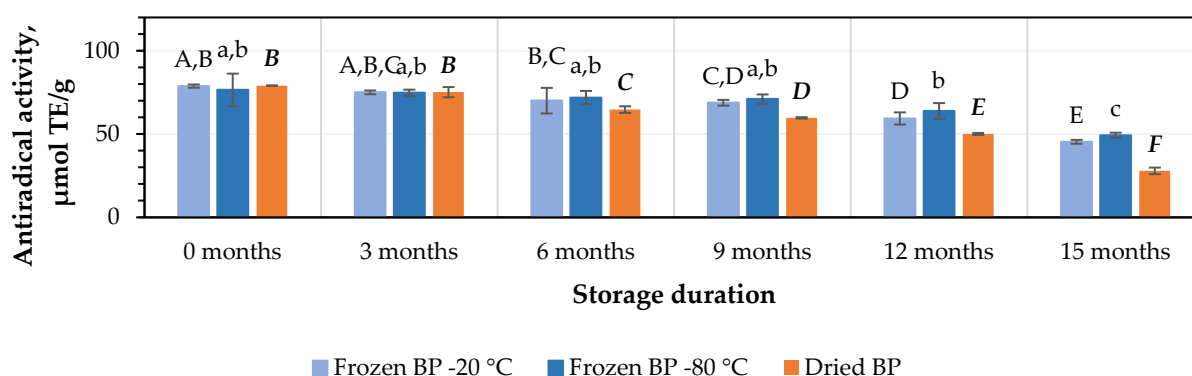 Antiradical activity,
μmol TE/g
100
50
0
A,B a,b B
A,B,C a,b B
B,C a,b C
C,D a,b D
D b E
E c F
0 months 3 months 6 months 9 months 12 months 15 months
Storage duration
Frozen BP -20 °C Frozen BP -80 °C Dried BP